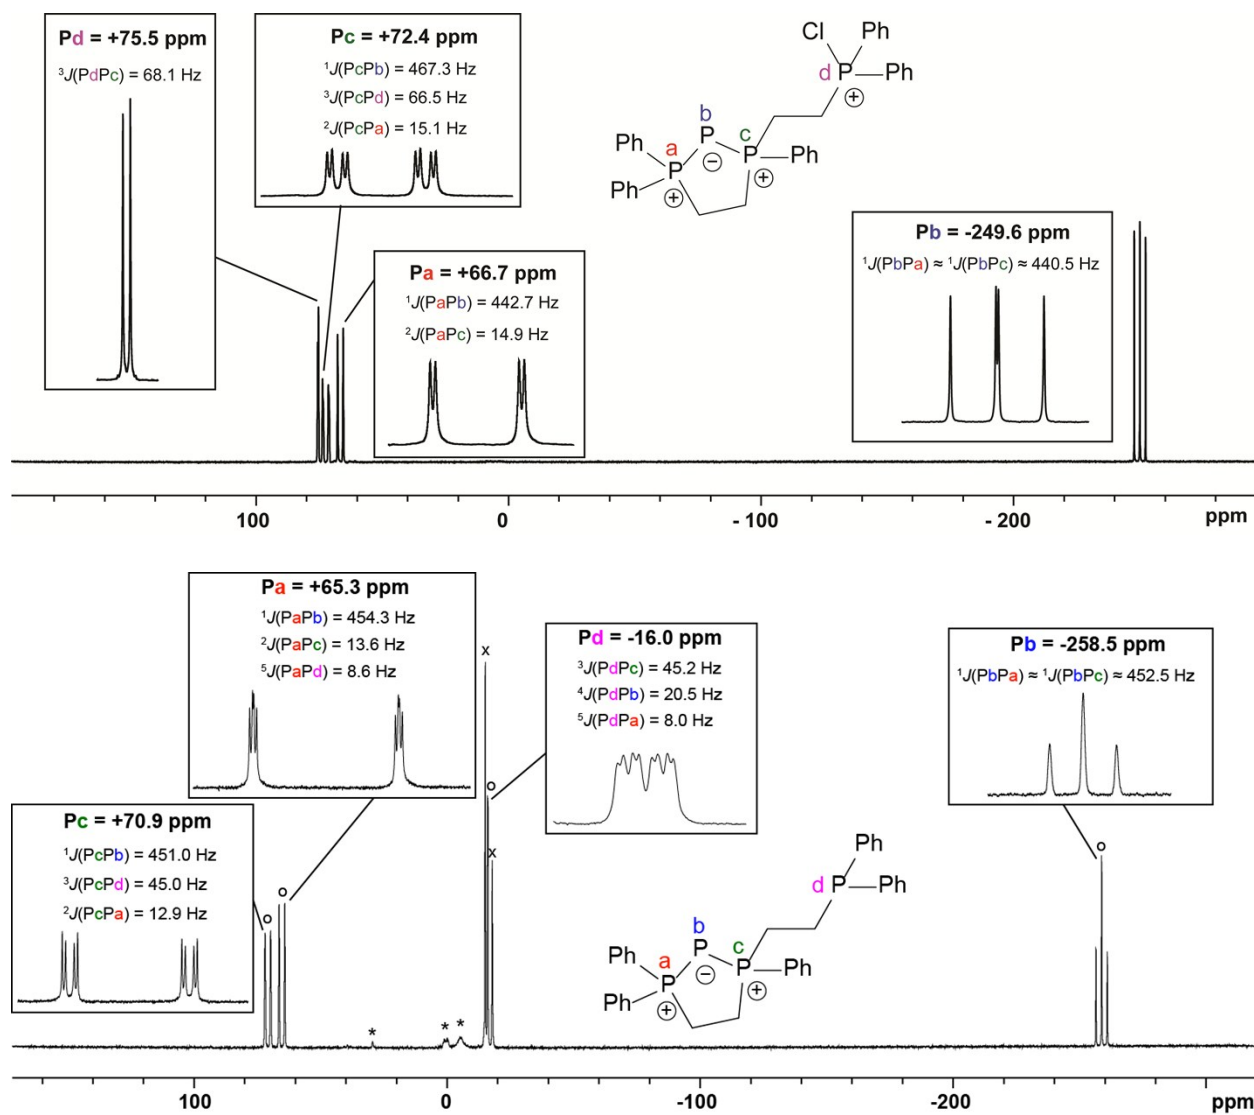 Pd = +75.5 ppm
³J(PdPc) = 68.1 Hz
Pc = +72.4 ppm
¹J(PcPb) = 467.3 Hz
³J(PcPd) = 66.5 Hz
²J(PcPa) = 15.1 Hz
Pa = +66.7 ppm
¹J(PaPb) = 442.7 Hz
²J(PaPc) = 14.9 Hz
Cl Ph
d P Ph
⊕
b
P c
a ⊖ P Ph
Ph P ⊕
Ph ⊕
Pb = -249.6 ppm
¹J(PbPa) ≈ ¹J(PbPc) ≈ 440.5 Hz
100 0 - 100 - 200 ppm
Pa = +65.3 ppm
¹J(PaPb) = 454.3 Hz
²J(PaPc) = 13.6 Hz
⁵J(PaPd) = 8.6 Hz
Pc = +70.9 ppm
¹J(PcPb) = 451.0 Hz
³J(PcPd) = 45.0 Hz
²J(PcPa) = 12.9 Hz
Pd = -16.0 ppm
³J(PdPc) = 45.2 Hz
⁴J(PdPb) = 20.5 Hz
⁵J(PdPa) = 8.0 Hz
Pb = -258.5 ppm
¹J(PbPa) ≈ ¹J(PbPc) ≈ 452.5 Hz
o o x o x o
* * *
Ph
d P Ph
b
P c
a ⊖ P Ph
Ph P ⊕
Ph ⊕
100 0 -100 -200 ppm